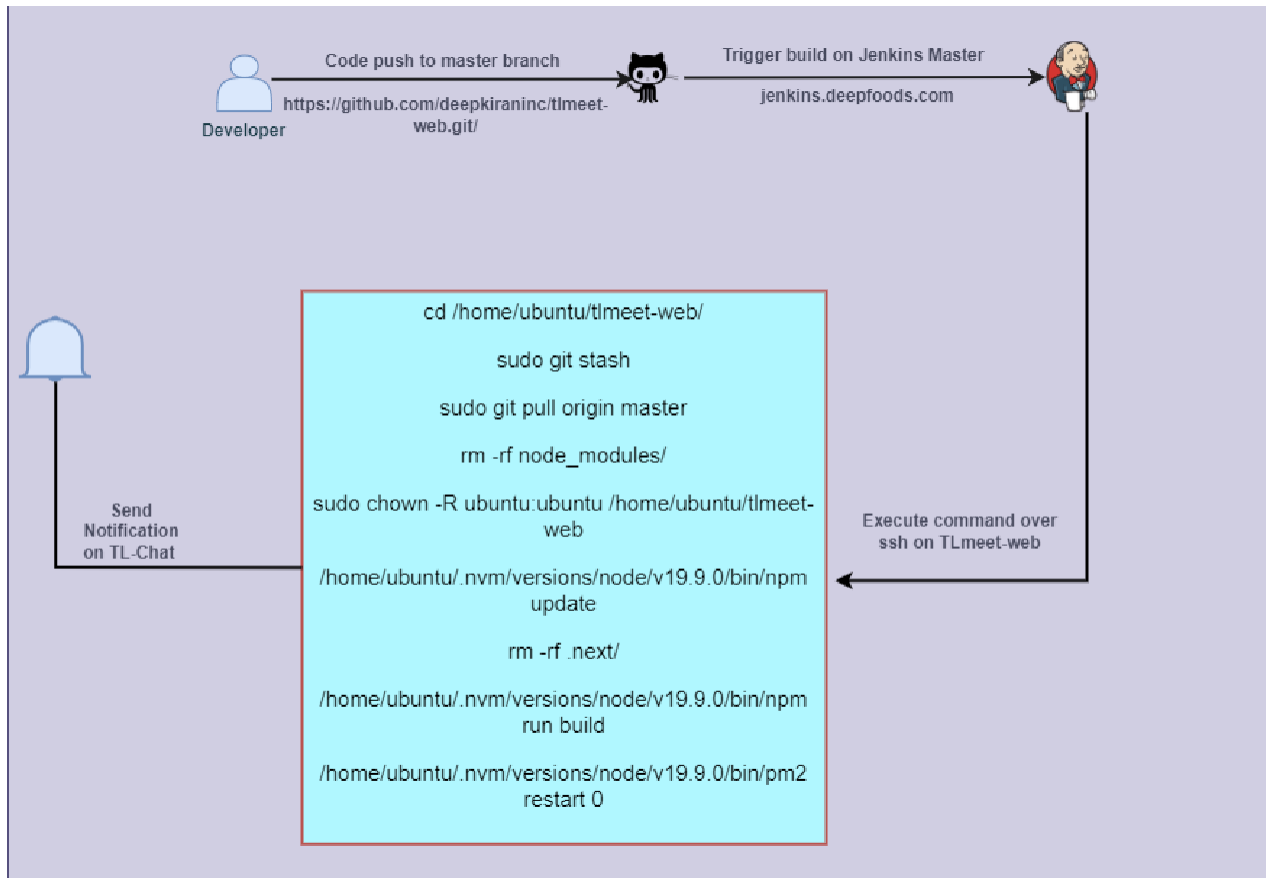 Code push to master branch
https://github.com/deepkiraninc/tlmeet-
web.git/
Developer
Trigger build on Jenkins Master
jenkins.deepfoods.com
cd /home/ubuntu/tlmeet-web/
sudo git stash
sudo git pull origin master
rm -rf node_modules/
sudo chown -R ubuntu:ubuntu /home/ubuntu/tlmeet-
web
/home/ubuntu/.nvm/versions/node/v19.9.0/bin/npm
update
rm -rf .next/
/home/ubuntu/.nvm/versions/node/v19.9.0/bin/npm
run build
/home/ubuntu/.nvm/versions/node/v19.9.0/bin/pm2
restart 0
Execute command over
ssh on TLmeet-web
Send
Notification
on TL-Chat